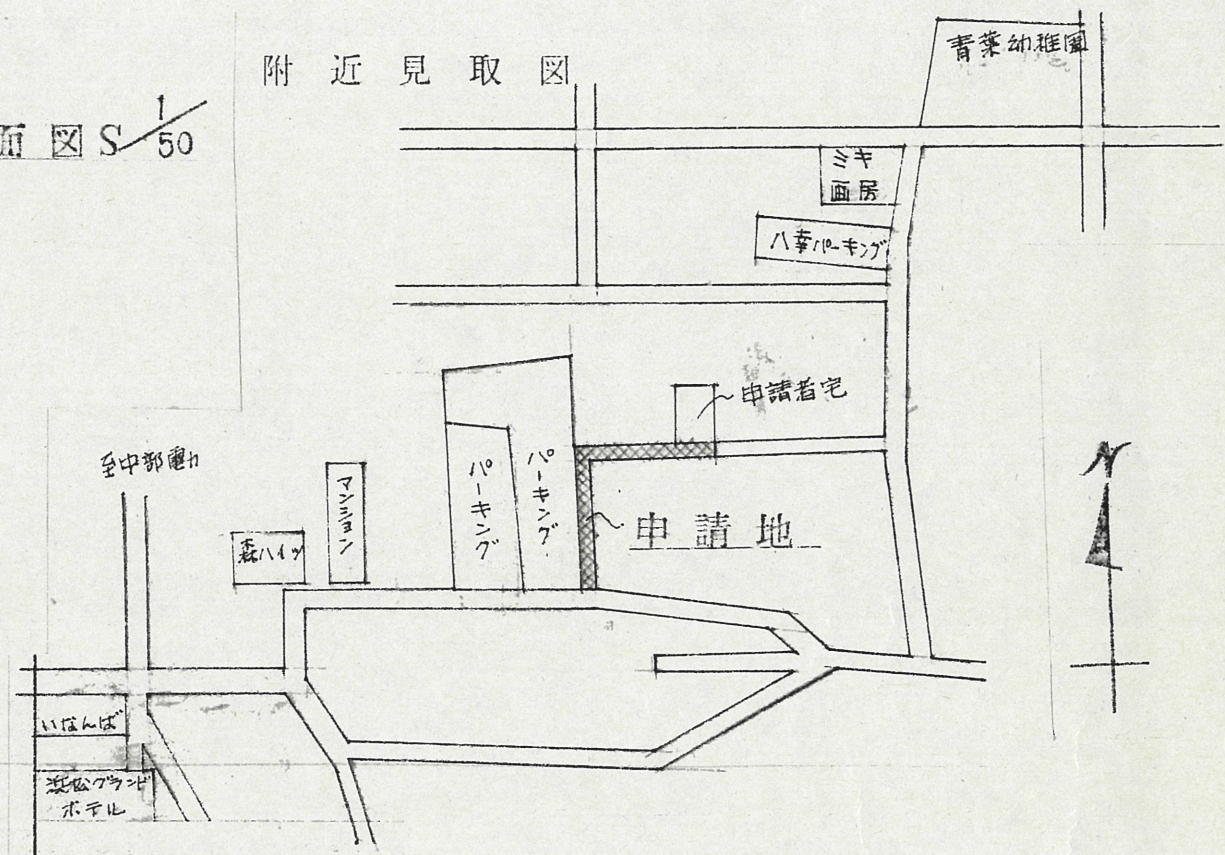 附近見取図
面図 S 1/50
青葉幼稚園
ミキ
画房
八幸パーキング
申請者宅
至中部電力
マンション
パーキング
パーキング
申請地
森ハイツ
N
いなんば
浜松グランド
ホテル